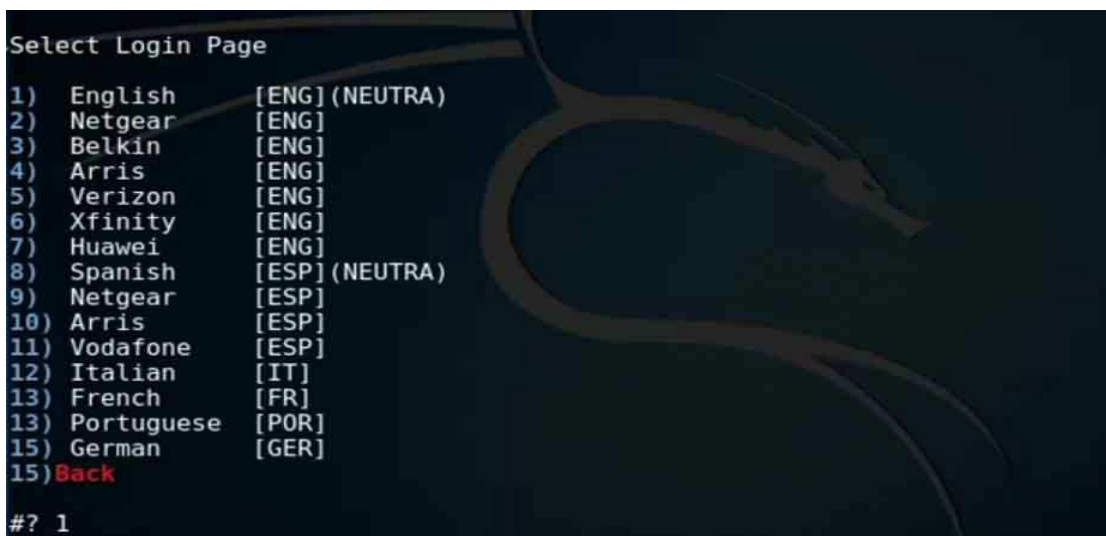 Select Login Page
1) English [ENG](NEUTRA)
2) Netgear [ENG]
3) Belkin [ENG]
4) Arris [ENG]
5) Verizon [ENG]
6) Xfinity [ENG]
7) Huawei [ENG]
8) Spanish [ESP](NEUTRA)
9) Netgear [ESP]
10) Arris [ESP]
11) Vodafone [ESP]
12) Italian [IT]
13) French [FR]
13) Portuguese [POR]
15) German [GER]
15)Back
#? 1